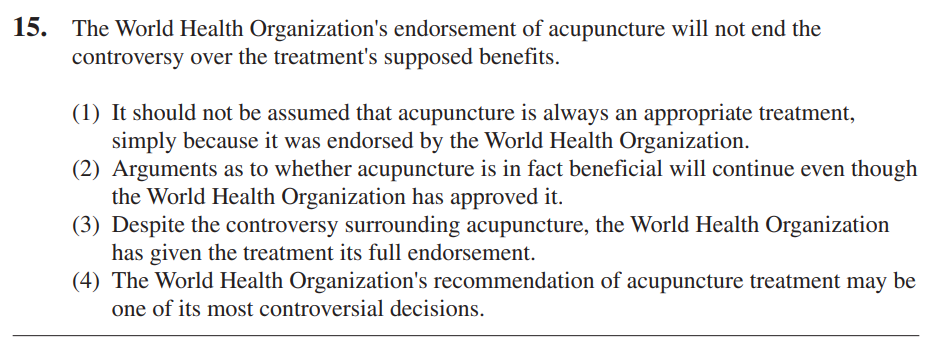 15. The World Health Organization's endorsement of acupuncture will not end the
controversy over the treatment's supposed benefits.
(1) It should not be assumed that acupuncture is always an appropriate treatment,
simply because it was endorsed by the World Health Organization.
(2) Arguments as to whether acupuncture is in fact beneficial will continue even though
the World Health Organization has approved it.
(3) Despite the controversy surrounding acupuncture, the World Health Organization
has given the treatment its full endorsement.
(4) The World Health Organization's recommendation of acupuncture treatment may be
one of its most controversial decisions.